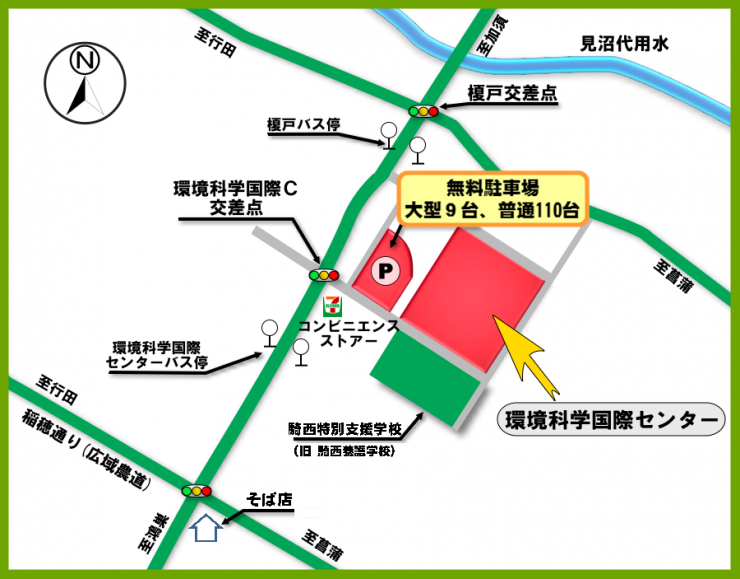 至行田
至加須
見沼代用水
N
榎戸交差点
榎戸バス停
無料駐車場
大型9台、普通110台
環境科学国際C
交差点
P
至菖蒲
7
ELEVEN
コンビニエンス
ストアー
環境科学国際
センターバス停
至行田
稲穂通り(広域農道)
環境科学国際センター
騎西特別支援学校
(旧 騎西養護学校)
そば店
至鴻巣
至菖蒲